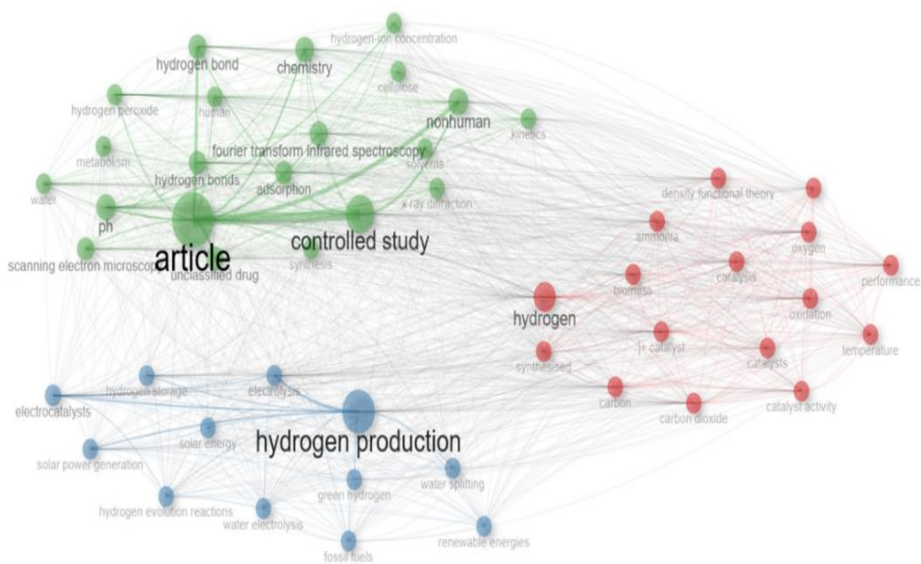 hydrogen-ion concentration
hydrogen bond
chemistry
cellulose
hydrogen peroxide
human
nonhuman
kinetics
fourier transform infrared spectroscopy
metabolism
solvents
hydrogen bonds
adsorption
water
x ray diffraction
ph
density functional theory
article
controlled study
ammonia
oxygen
scanning electron microscop
unclassified drug
synthesis
catalysis
performance
biomass
hydrogen
oxidation
catalyst
temperature
synthesised
catalysts
hydrogen storage
electrolysis
carbon
carbon dioxide
catalyst activity
electrocatalysts
hydrogen production
solar energy
solar power generation
green hydrogen
water splitting
hydrogen evolution reactions
water electrolysis
renewable energies
fossil fuels